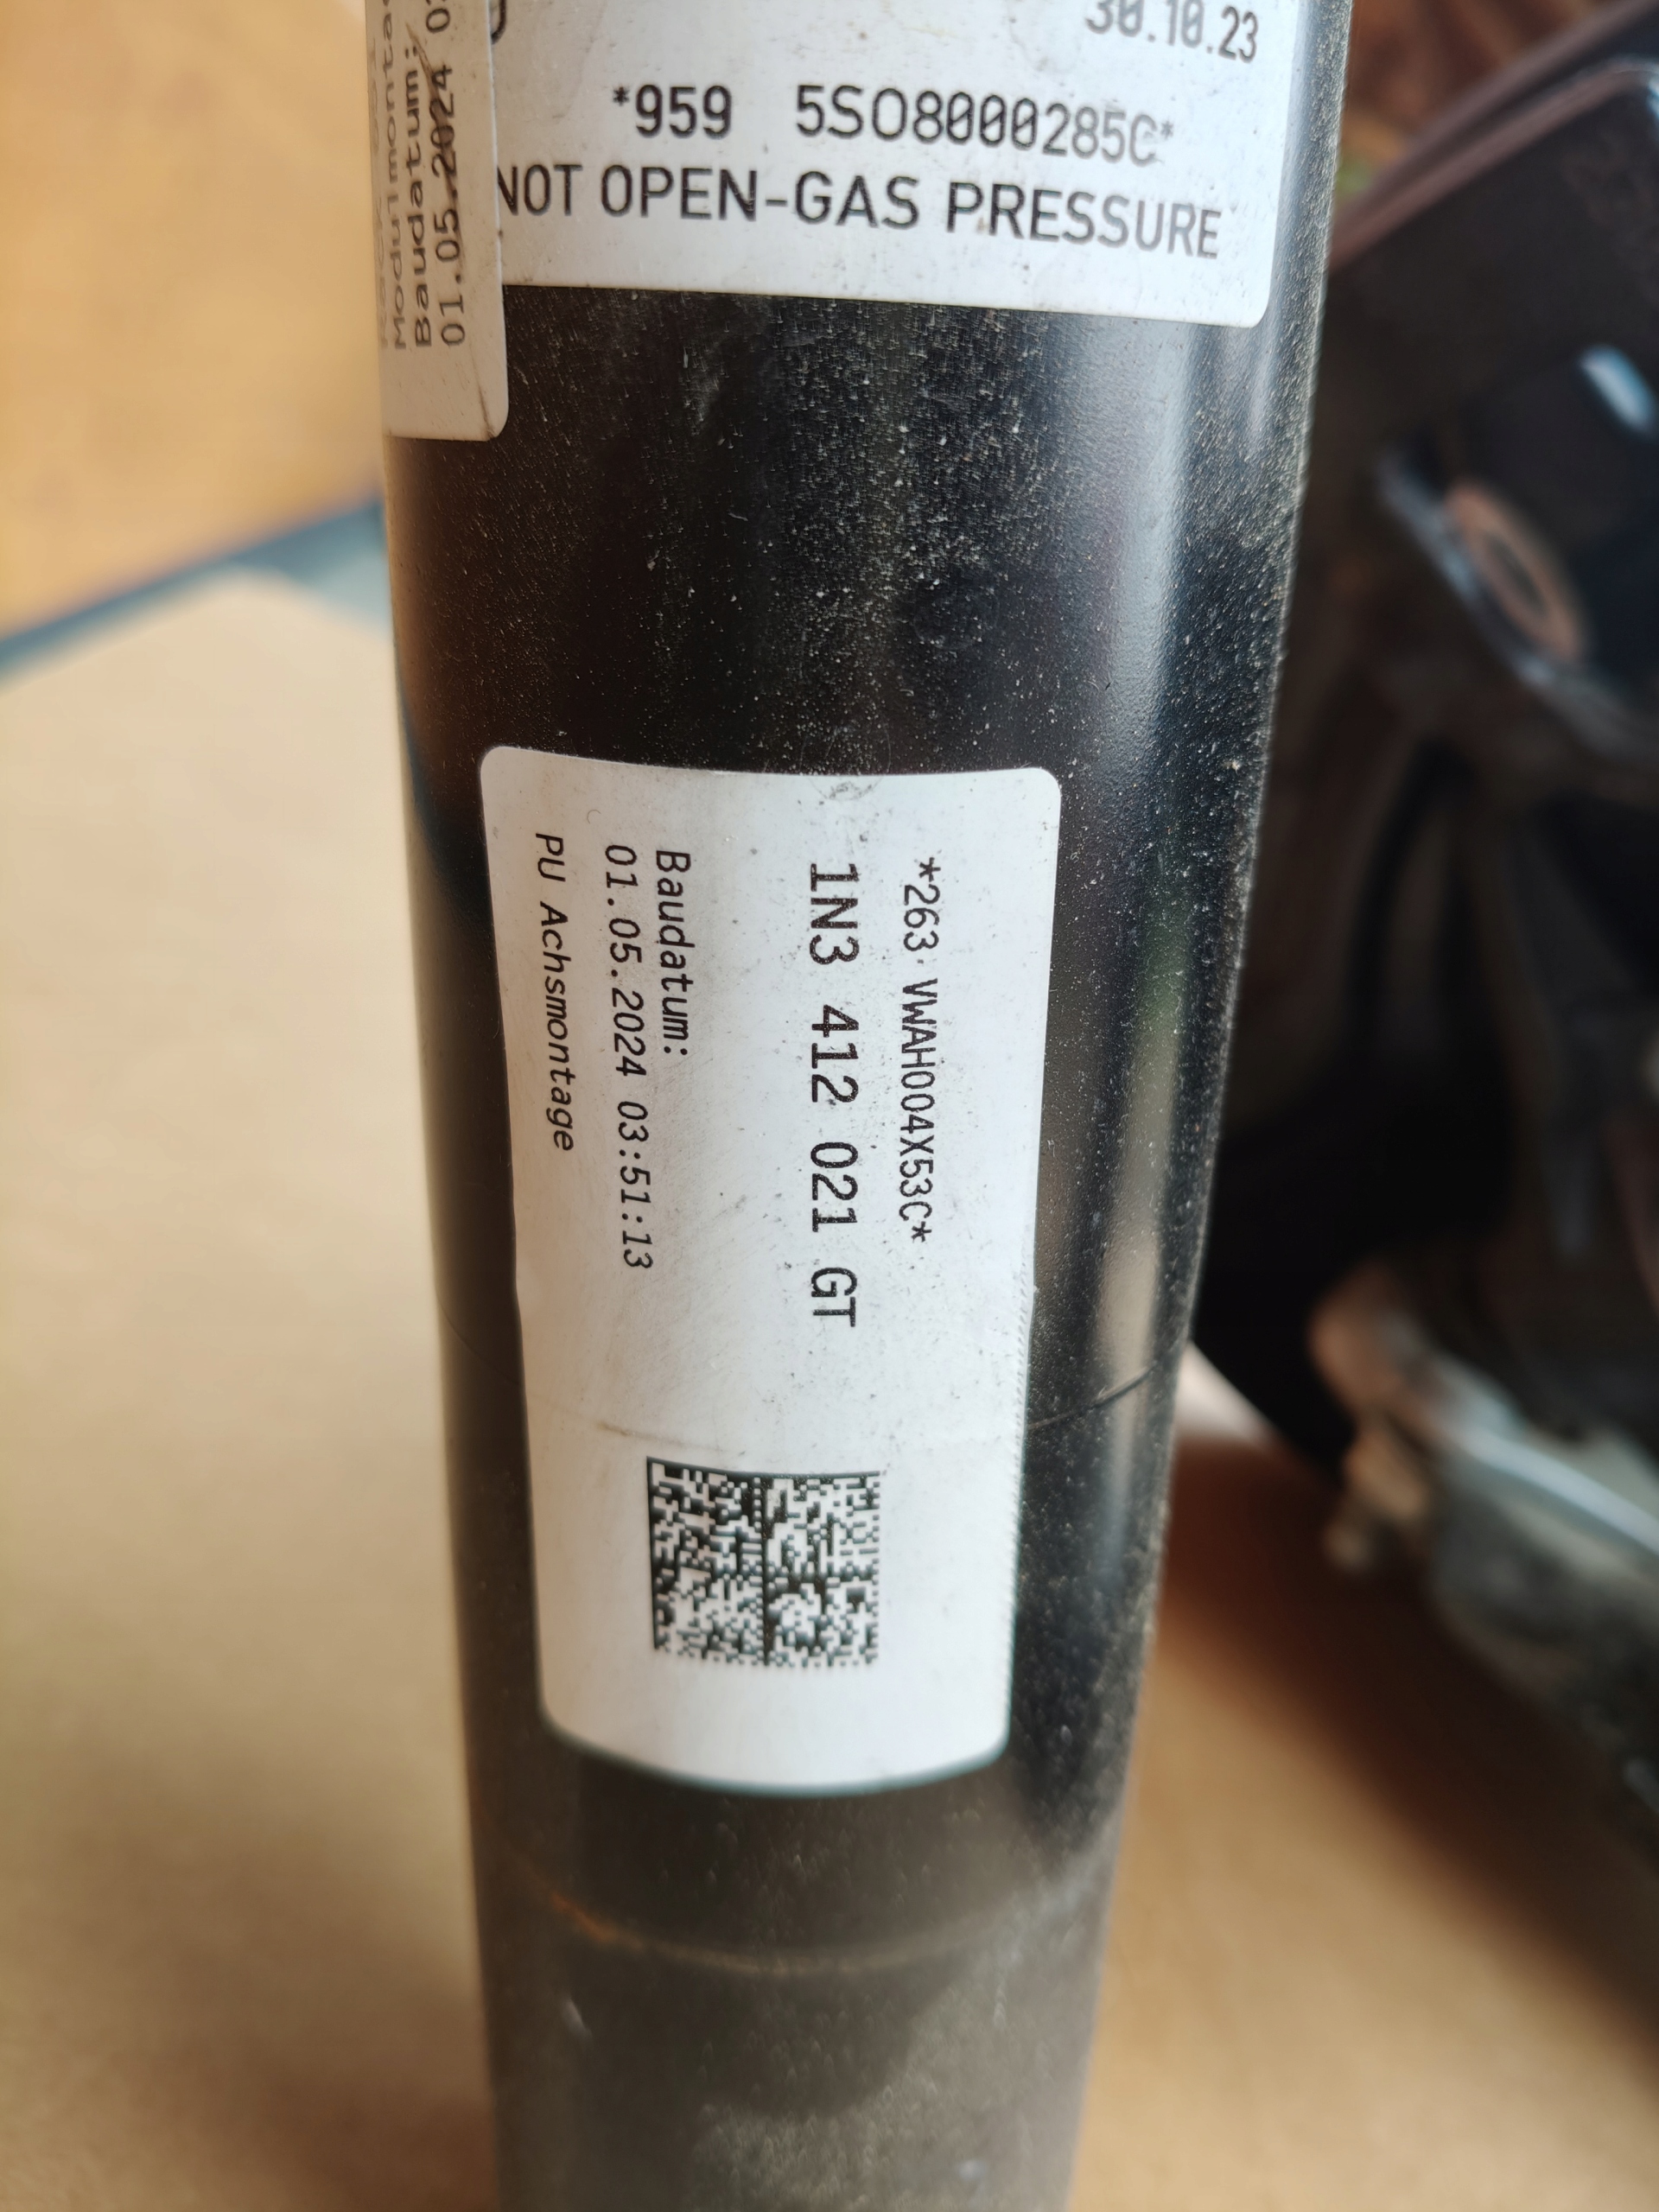 30.10.23
*959 5SO8000285C*
NOT OPEN-GAS PRESSURE
Baudatum:
01.05.2024
*263 VWAH004X53C*
1N3 412 021 GT
Baudatum:
01.05.2024 03:51:13
PU Achsmontage